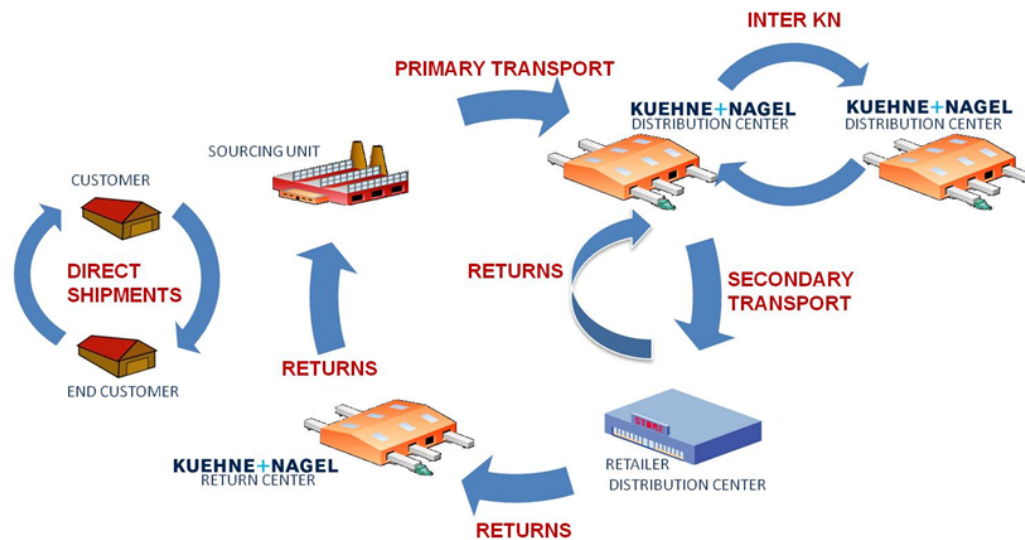 INTER KN
PRIMARY TRANSPORT
KUEHNE+NAGEL
DISTRIBUTION CENTER
KUEHNE+NAGEL
DISTRIBUTION CENTER
SOURCING UNIT
CUSTOMER
DIRECT
SHIPMENTS
END CUSTOMER
RETURNS
SECONDARY
TRANSPORT
RETURNS
STORE
KUEHNE+NAGEL
RETURN CENTER
RETAILER
DISTRIBUTION CENTER
RETURNS